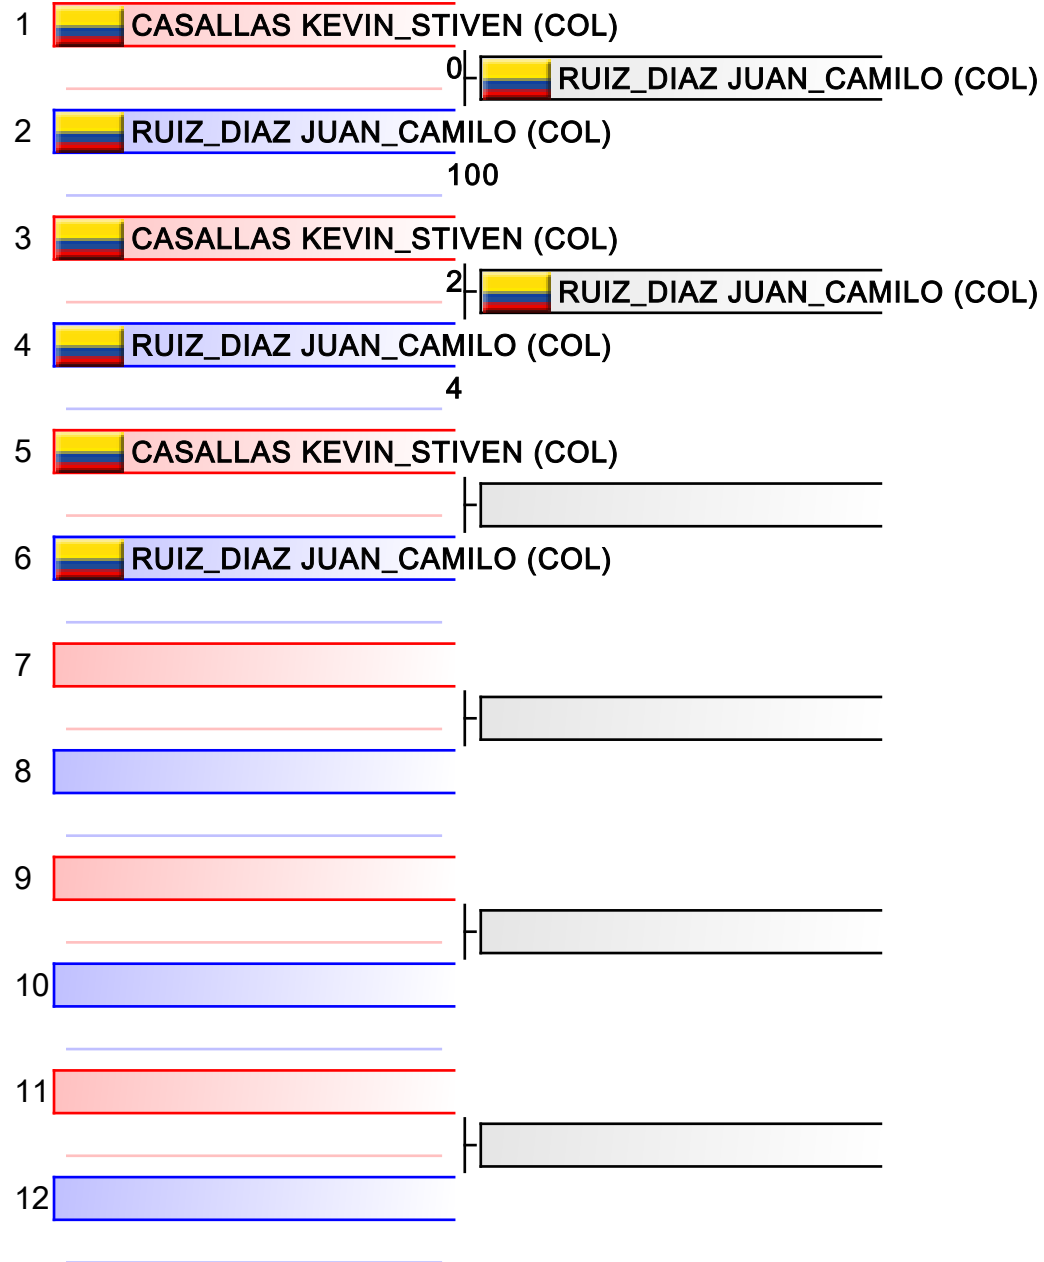 1 CASALLAS KEVIN_STIVEN (COL)
0 RUIZ_DIAZ JUAN_CAMILO (COL)
2 RUIZ_DIAZ JUAN_CAMILO (COL)
100
3 CASALLAS KEVIN_STIVEN (COL)
2 RUIZ_DIAZ JUAN_CAMILO (COL)
4 RUIZ_DIAZ JUAN_CAMILO (COL)
4
5 CASALLAS KEVIN_STIVEN (COL)
6 RUIZ_DIAZ JUAN_CAMILO (COL)
7
8
9
10
11
12